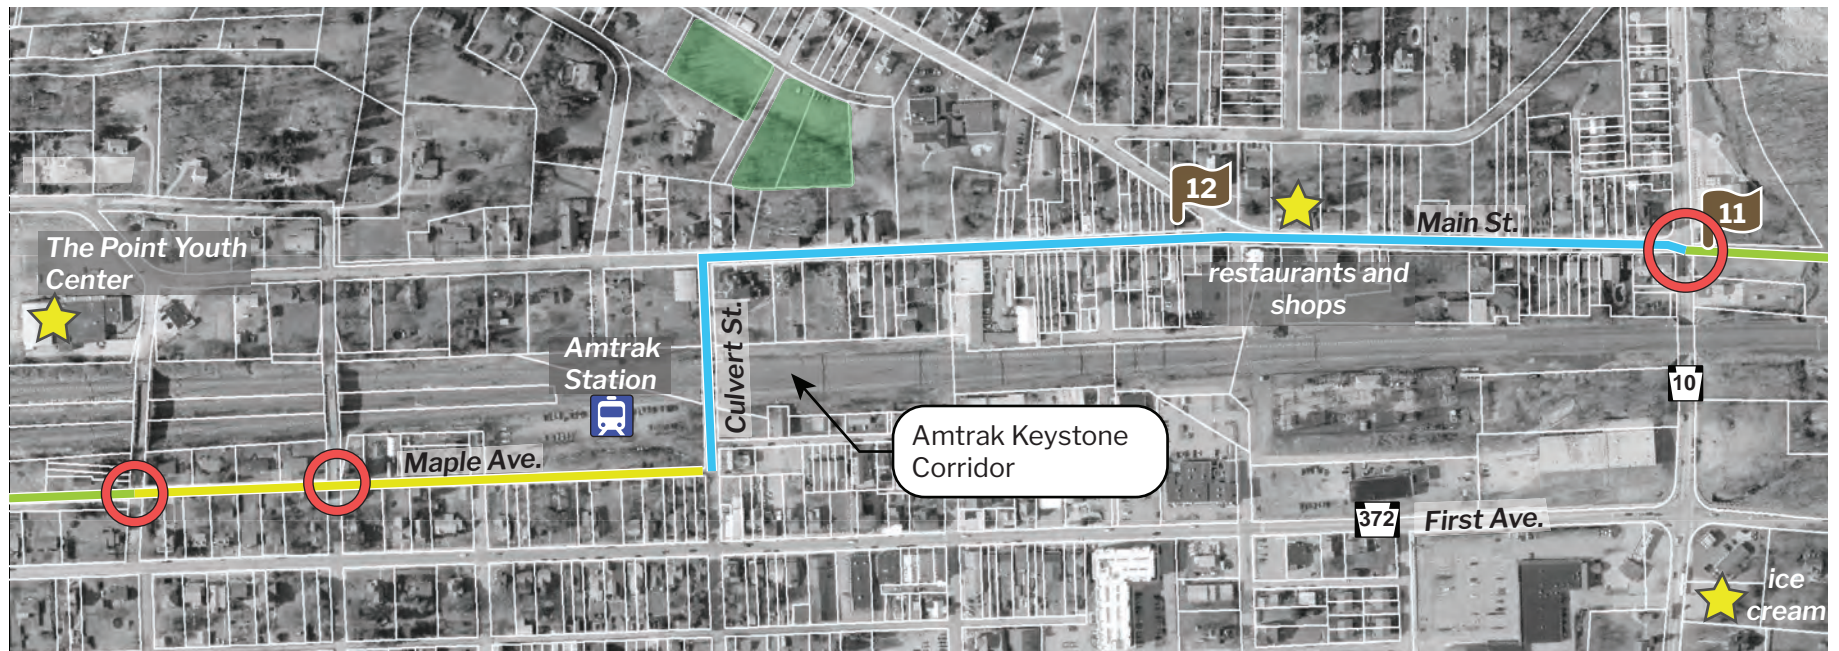 12
11
Main St.
The Point Youth
Center
restaurants and
shops
Amtrak
Station
Culvert St.
10
Amtrak Keystone
Corridor
Maple Ave.
372
First Ave.
ice
cream